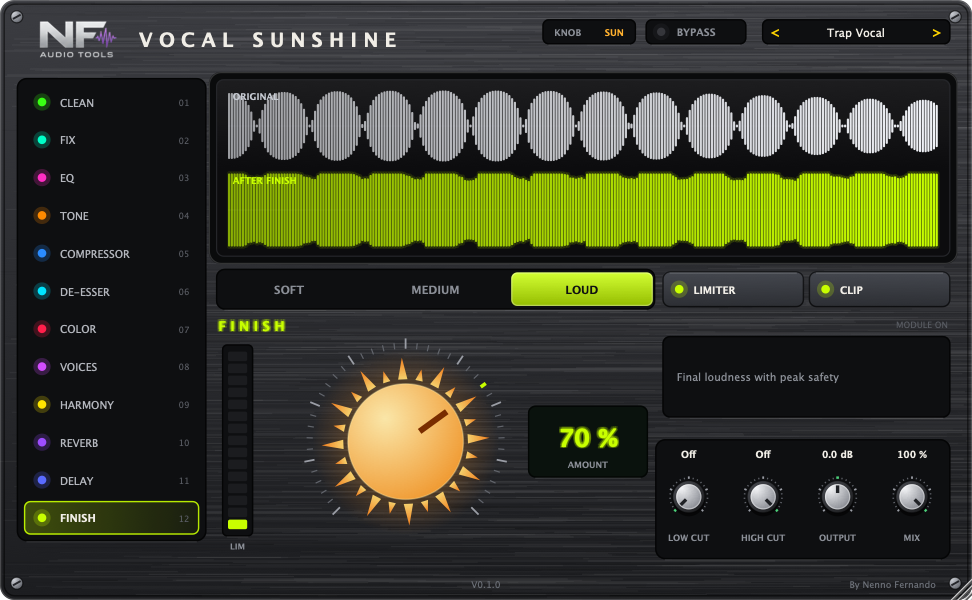 NF
AUDIO TOOLS
VOCAL SUNSHINE
KNOB SUN
BYPASS
< Trap Vocal >
CLEAN 01
FIX 02
EQ 03
TONE 04
COMPRESSOR 05
DE-ESSER 06
COLOR 07
VOICES 08
HARMONY 09
REVERB 10
DELAY 11
FINISH 12
ORIGINAL
AFTER FINISH
SOFT MEDIUM LOUD
LIMITER
CLIP
FINISH
MODULE ON
LIM
70 %
AMOUNT
Final loudness with peak safety
Off Off 0.0 dB 100 %
LOW CUT HIGH CUT OUTPUT MIX
V0.1.0
By Nenno Fernando